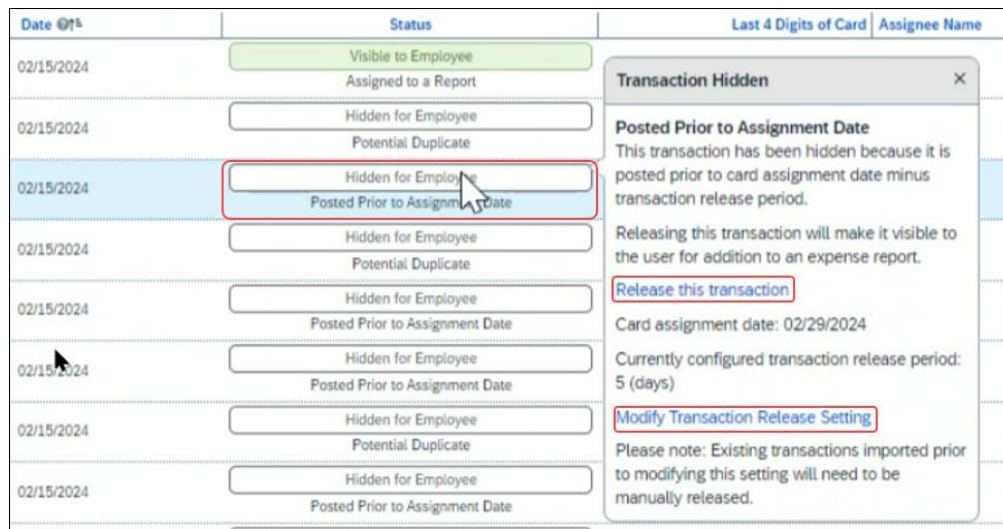 Date
Status
Last 4 Digits of Card
Assignee Name
02/15/2024
Visible to Employee
Assigned to a Report
02/15/2024
Hidden for Employee
Potential Duplicate
02/15/2024
Hidden for Employee
Posted Prior to Assignment Date
02/15/2024
Hidden for Employee
Potential Duplicate
02/15/2024
Hidden for Employee
Posted Prior to Assignment Date
02/15/2024
Hidden for Employee
Posted Prior to Assignment Date
02/15/2024
Hidden for Employee
Potential Duplicate
02/15/2024
Hidden for Employee
Posted Prior to Assignment Date
Transaction Hidden
Posted Prior to Assignment Date
This transaction has been hidden because it is
posted prior to card assignment date minus
transaction release period.
Releasing this transaction will make it visible to
the user for addition to an expense report.
Release this transaction
Card assignment date: 02/29/2024
Currently configured transaction release period:
5 (days)
Modify Transaction Release Setting
Please note: Existing transactions imported prior
to modifying this setting will need to be
manually released.